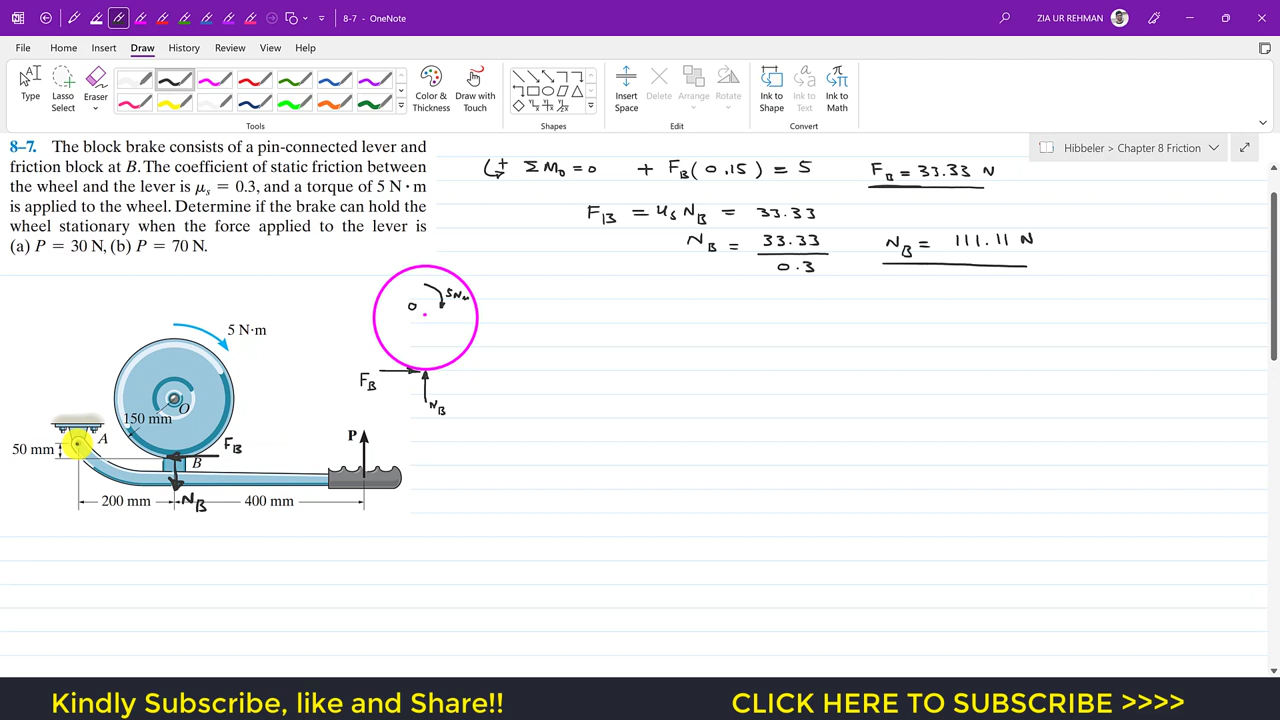 8-7 - OneNote
ZIA UR REHMAN
File Home Insert Draw History Review View Help
Type
Lasso Select
Eraser
Color & Thickness
Draw with Touch
Insert Space
Delete
Arrange
Rotate
Ink to Shape
Ink to Text
Ink to Math
Tools
Shapes
Edit
Convert
Hibbeler > Chapter 8 Friction
8–7. The block brake consists of a pin-connected lever and
friction block at B. The coefficient of static friction between
the wheel and the lever is μs = 0.3, and a torque of 5 N·m
is applied to the wheel. Determine if the brake can hold the
wheel stationary when the force applied to the lever is
(a) P = 30 N, (b) P = 70 N.
(+ ΣMo = 0 + FB(0.15) = 5 FB = 33.33 N
FB = μs NB = 33.33
NB = 33.33 / 0.3 NB = 111.11 N
O
5Nm
FB
NB
5 N·m
150 mm
O
50 mm
A
FB
B
P
200 mm
NB
400 mm
Kindly Subscribe, like and Share!!
CLICK HERE TO SUBSCRIBE >>>>